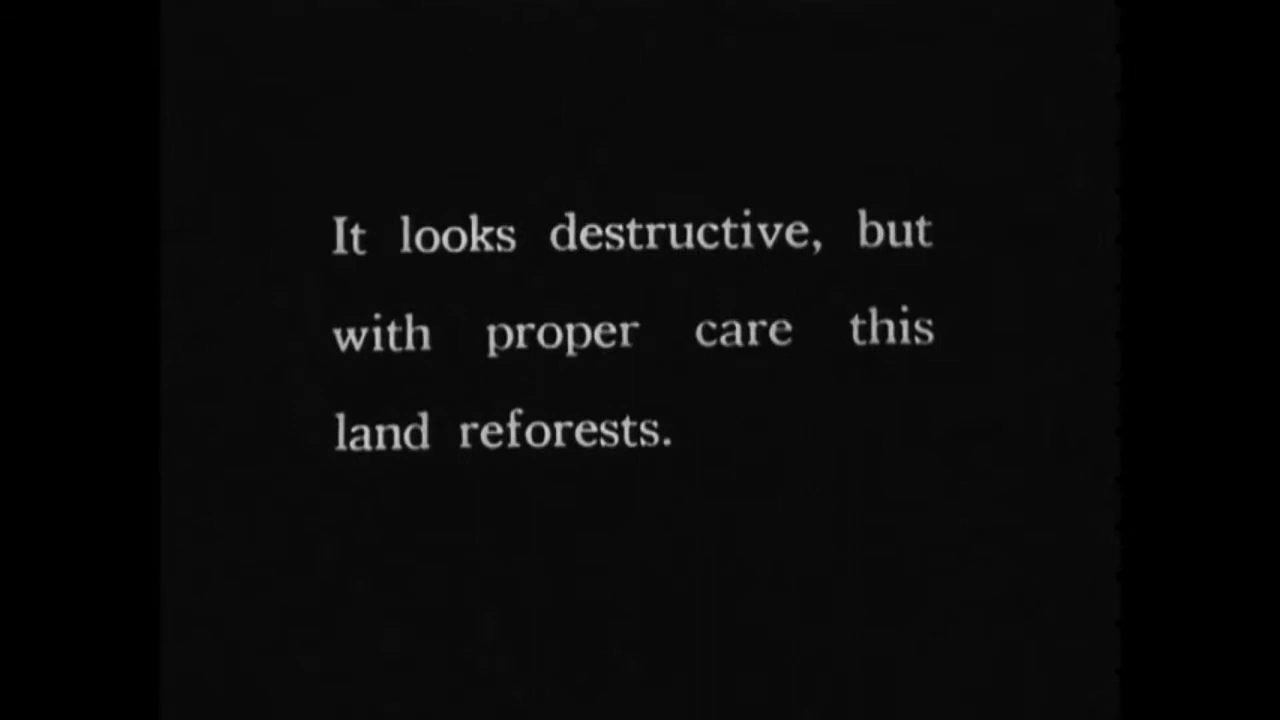 It looks destructive, but
with proper care this
land reforests.